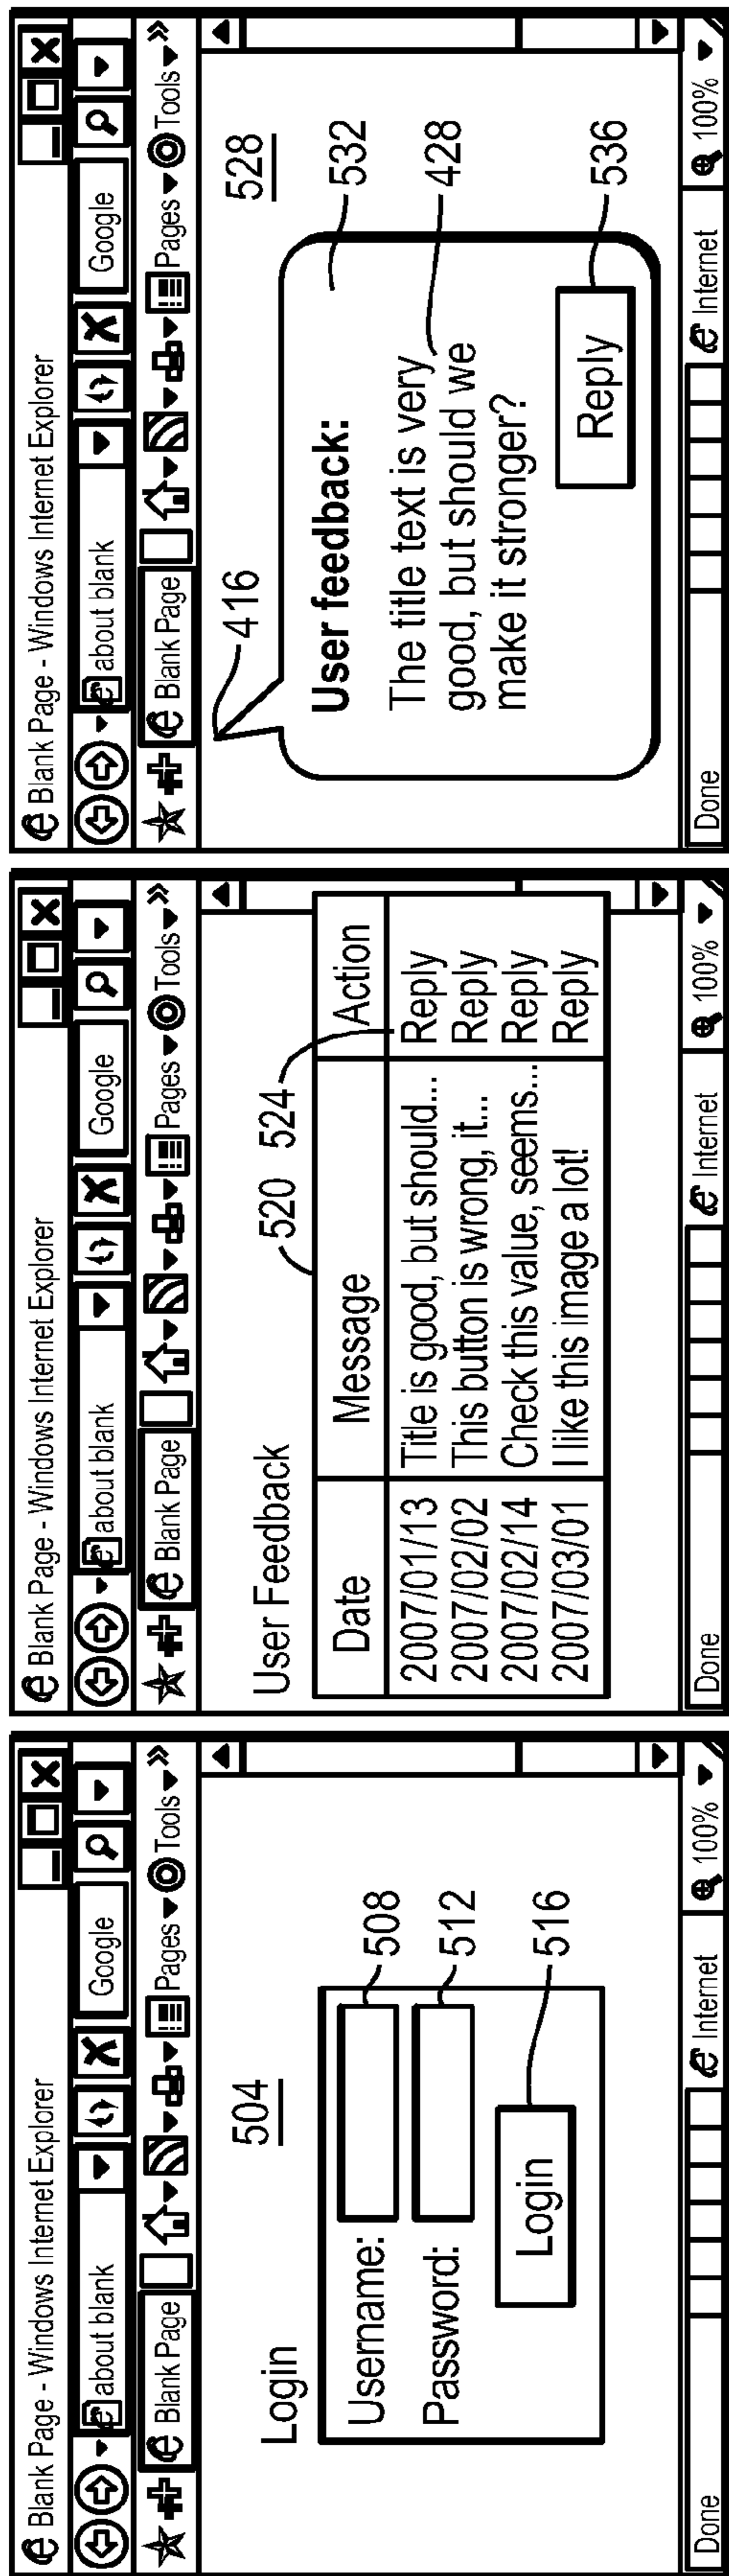 Blank Page - Windows Internet Explorer
about blank
Google
Blank Page
Pages
Tools
504
Login
Username:
508
Password:
512
Login
516
Done
Internet
100%
Blank Page - Windows Internet Explorer
about blank
Google
Blank Page
Pages
Tools
User Feedback
520
524
Date Message Action
2007/01/13 Title is good, but should... Reply
2007/02/02 This button is wrong, it... Reply
2007/02/14 Check this value, seems... Reply
2007/03/01 I like this image a lot! Reply
Done
Internet
100%
Blank Page - Windows Internet Explorer
about blank
Google
Blank Page
Pages
Tools
416
528
User feedback:
532
The title text is very
428
good, but should we
make it stronger?
Reply
536
Done
Internet
100%